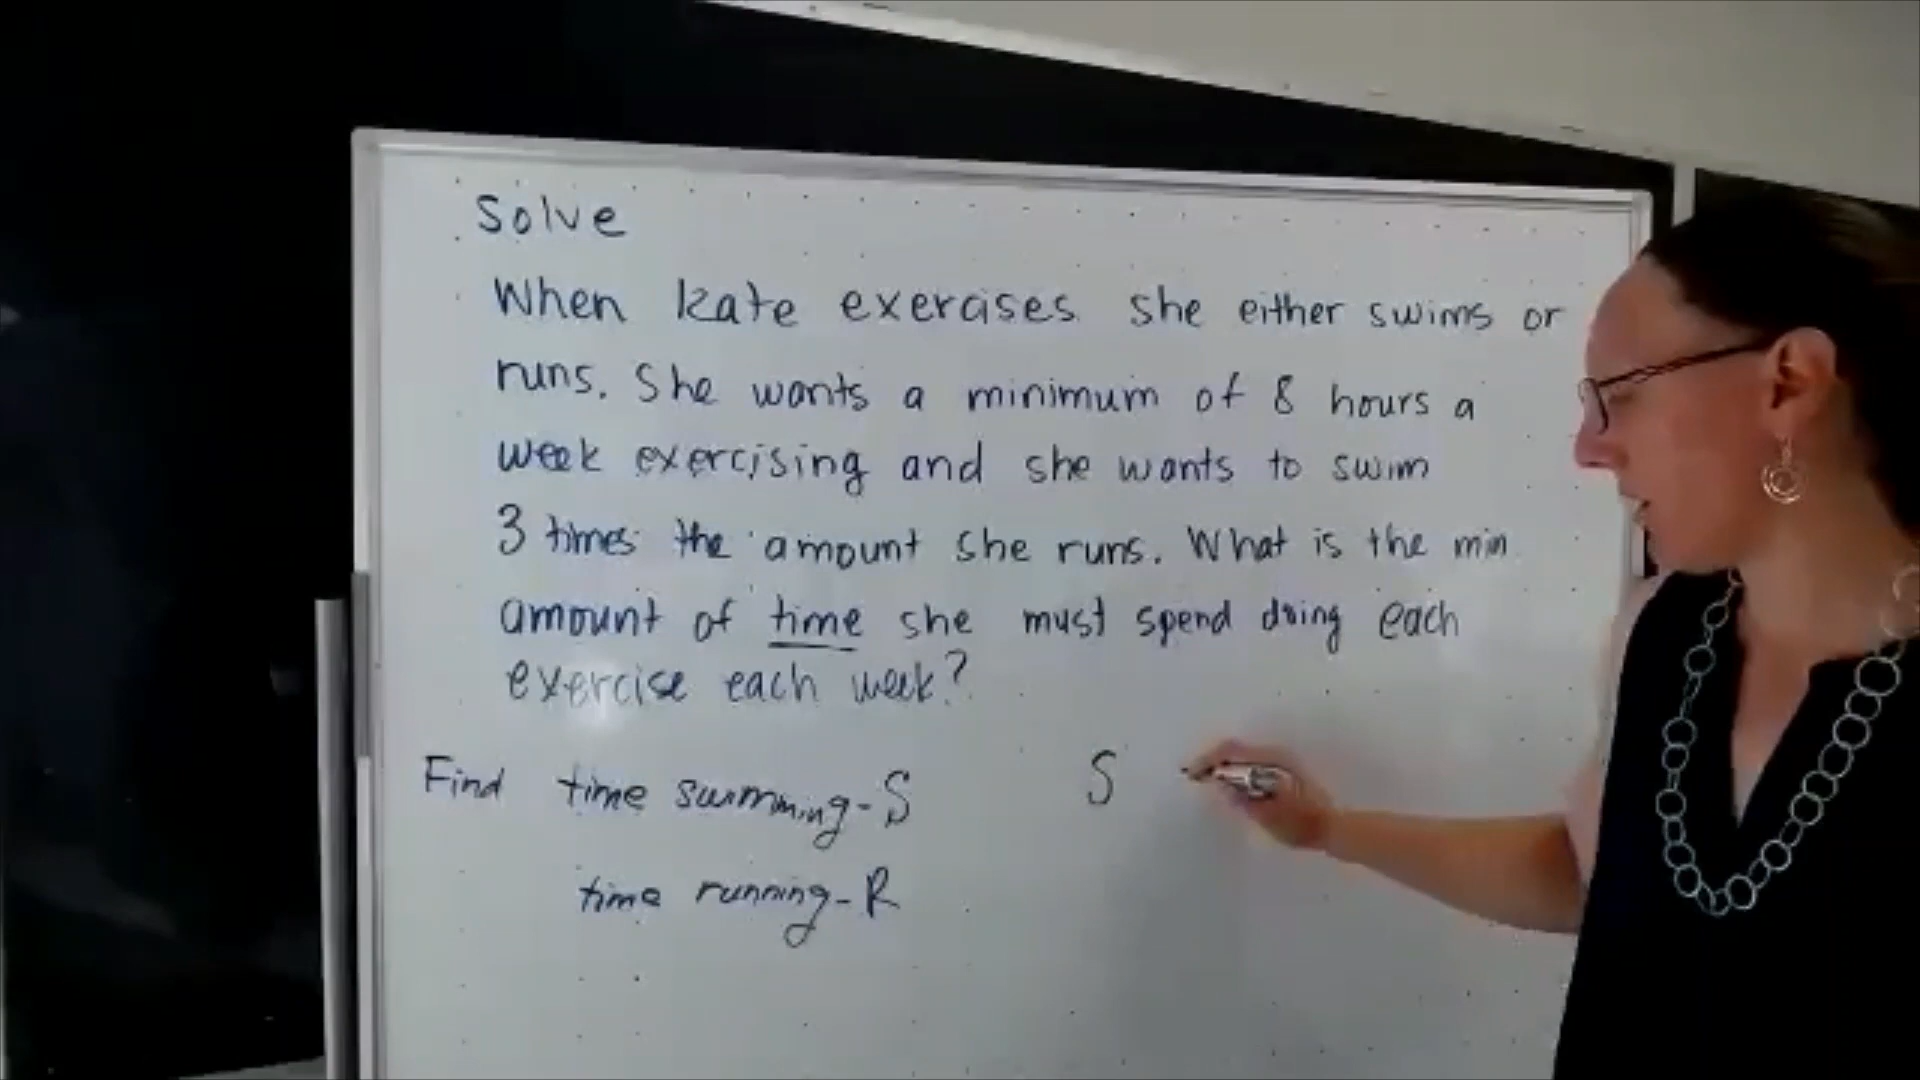 Solve
When Kate exercises she either swims or
runs. She wants a minimum of 8 hours a
week exercising and she wants to swim
3 times the amount she runs. What is the min
amount of time she must spend doing each
exercise each week?
Find time swimming - S
S
time running - R